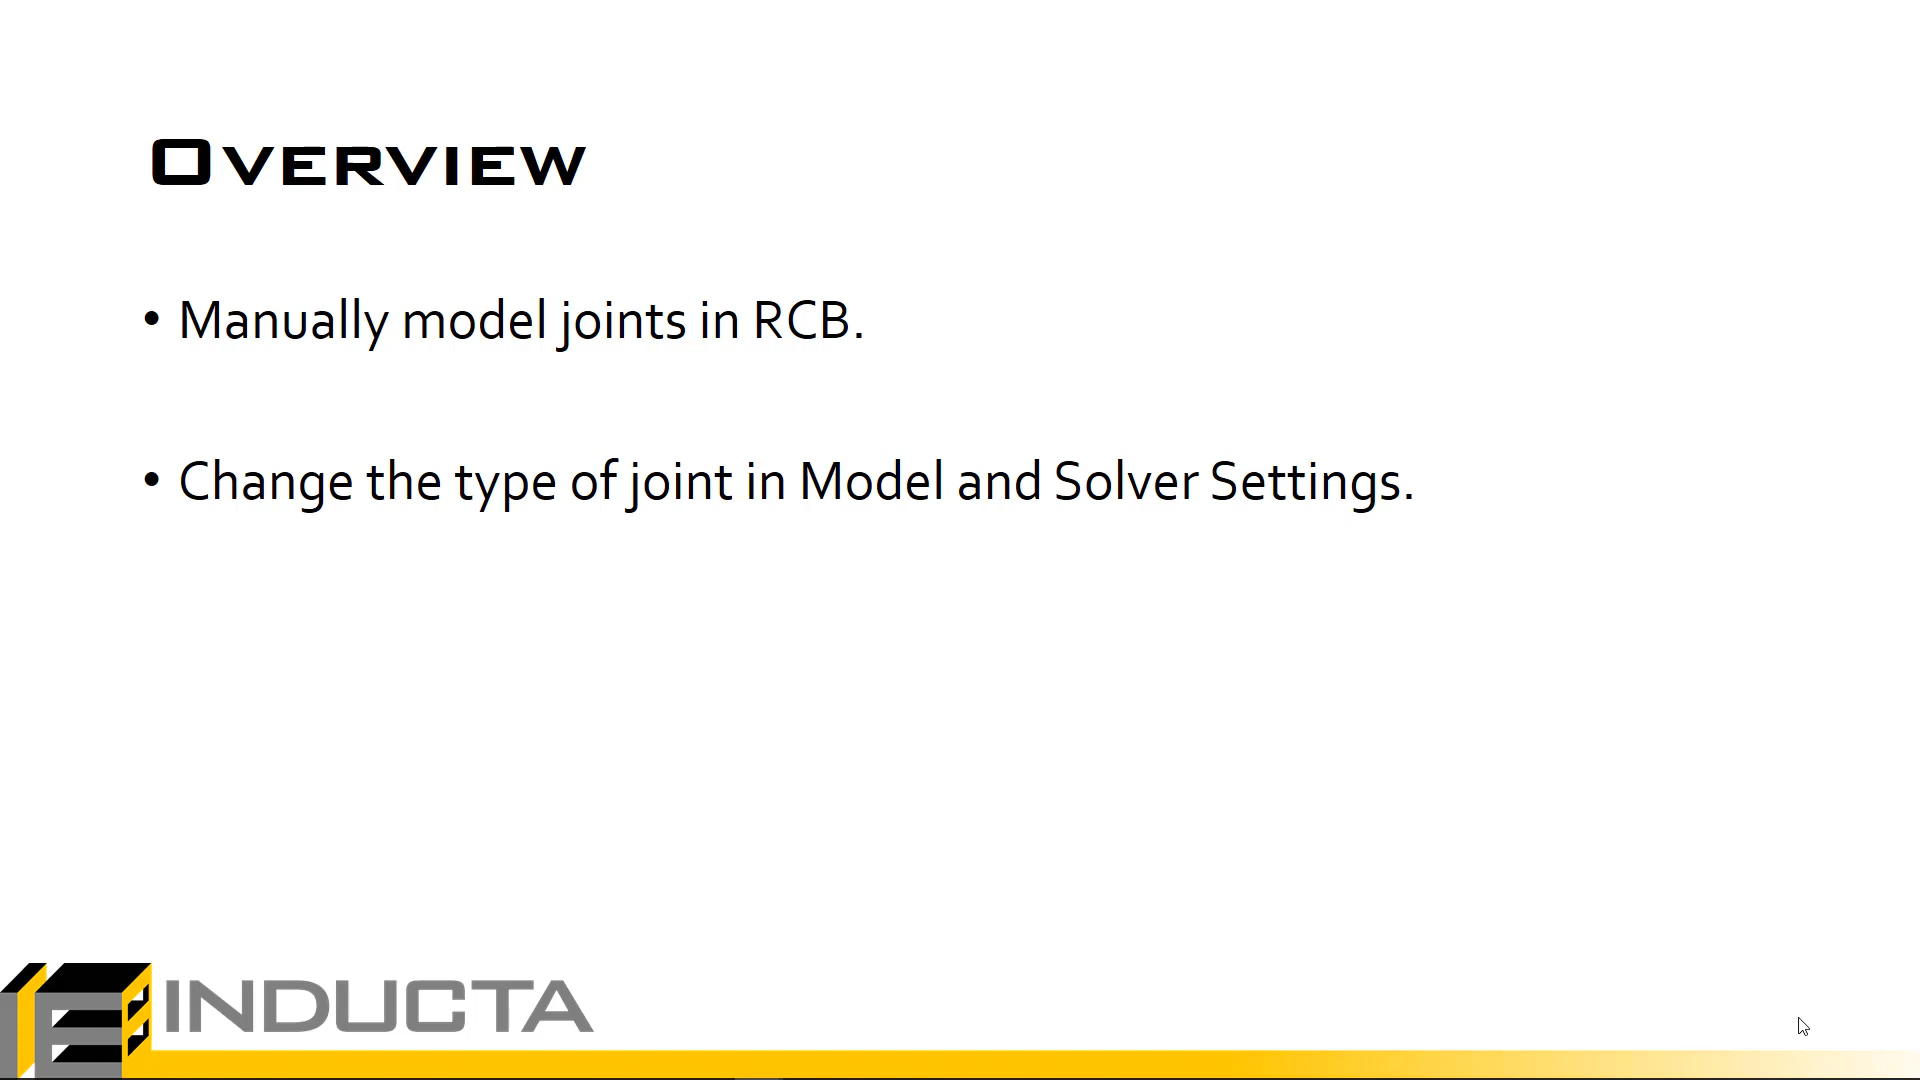 Overview
• Manually model joints in RCB.
• Change the type of joint in Model and Solver Settings.
INDUCTA